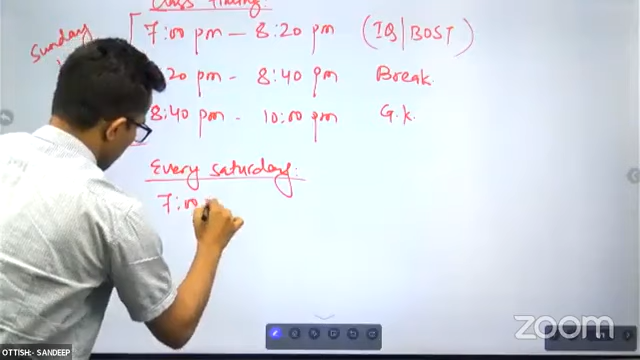 Class Timing:
Sunday
7:00 pm – 8:20 pm (IQ|BOST)
20 pm - 8:40 pm Break
8:40 pm - 10:00 pm G.K.
Every Saturday:
7:00
zoom
OTTISH:- SANDEEP